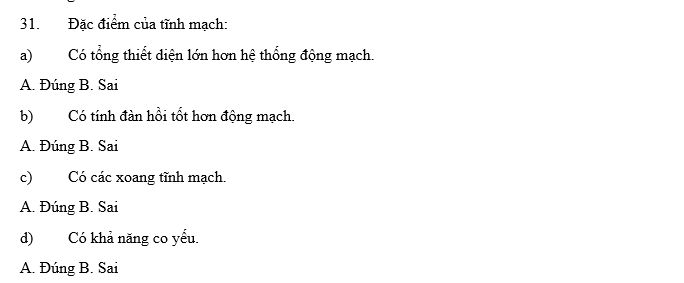 31. Đặc điểm của tĩnh mạch:
a) Có tổng thiết diện lớn hơn hệ thống động mạch.
A. Đúng B. Sai
b) Có tính đàn hồi tốt hơn động mạch.
A. Đúng B. Sai
c) Có các xoang tĩnh mạch.
A. Đúng B. Sai
d) Có khả năng co yếu.
A. Đúng B. Sai